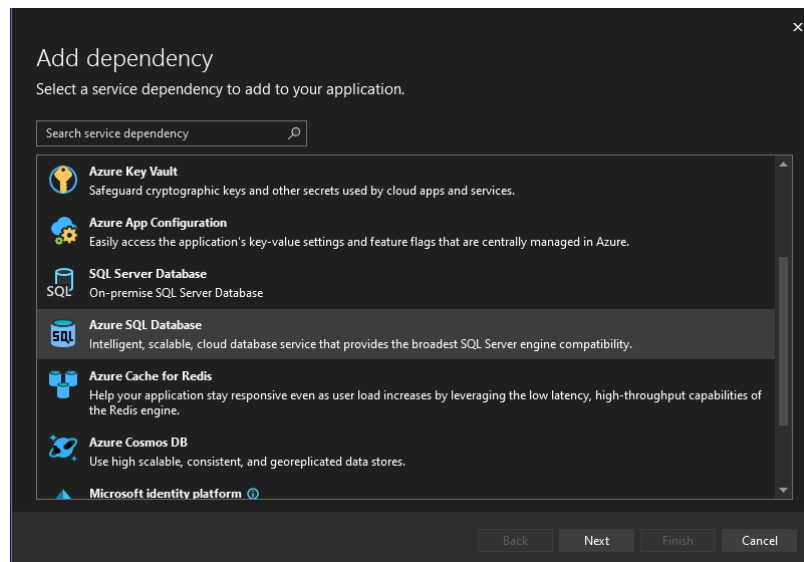 Add dependency
Select a service dependency to add to your application.
Search service dependency
Azure Key Vault
Safeguard cryptographic keys and other secrets used by cloud apps and services.
Azure App Configuration
Easily access the application's key-value settings and feature flags that are centrally managed in Azure.
SQL Server Database
SQL On-premise SQL Server Database
Azure SQL Database
SQL
Intelligent, scalable, cloud database service that provides the broadest SQL Server engine compatibility.
Azure Cache for Redis
Help your application stay responsive even as user load increases by leveraging the low latency, high-throughput capabilities of
the Redis engine.
Azure Cosmos DB
Use high scalable, consistent, and georeplicated data stores.
Microsoft identity platform
Back Next Finish Cancel